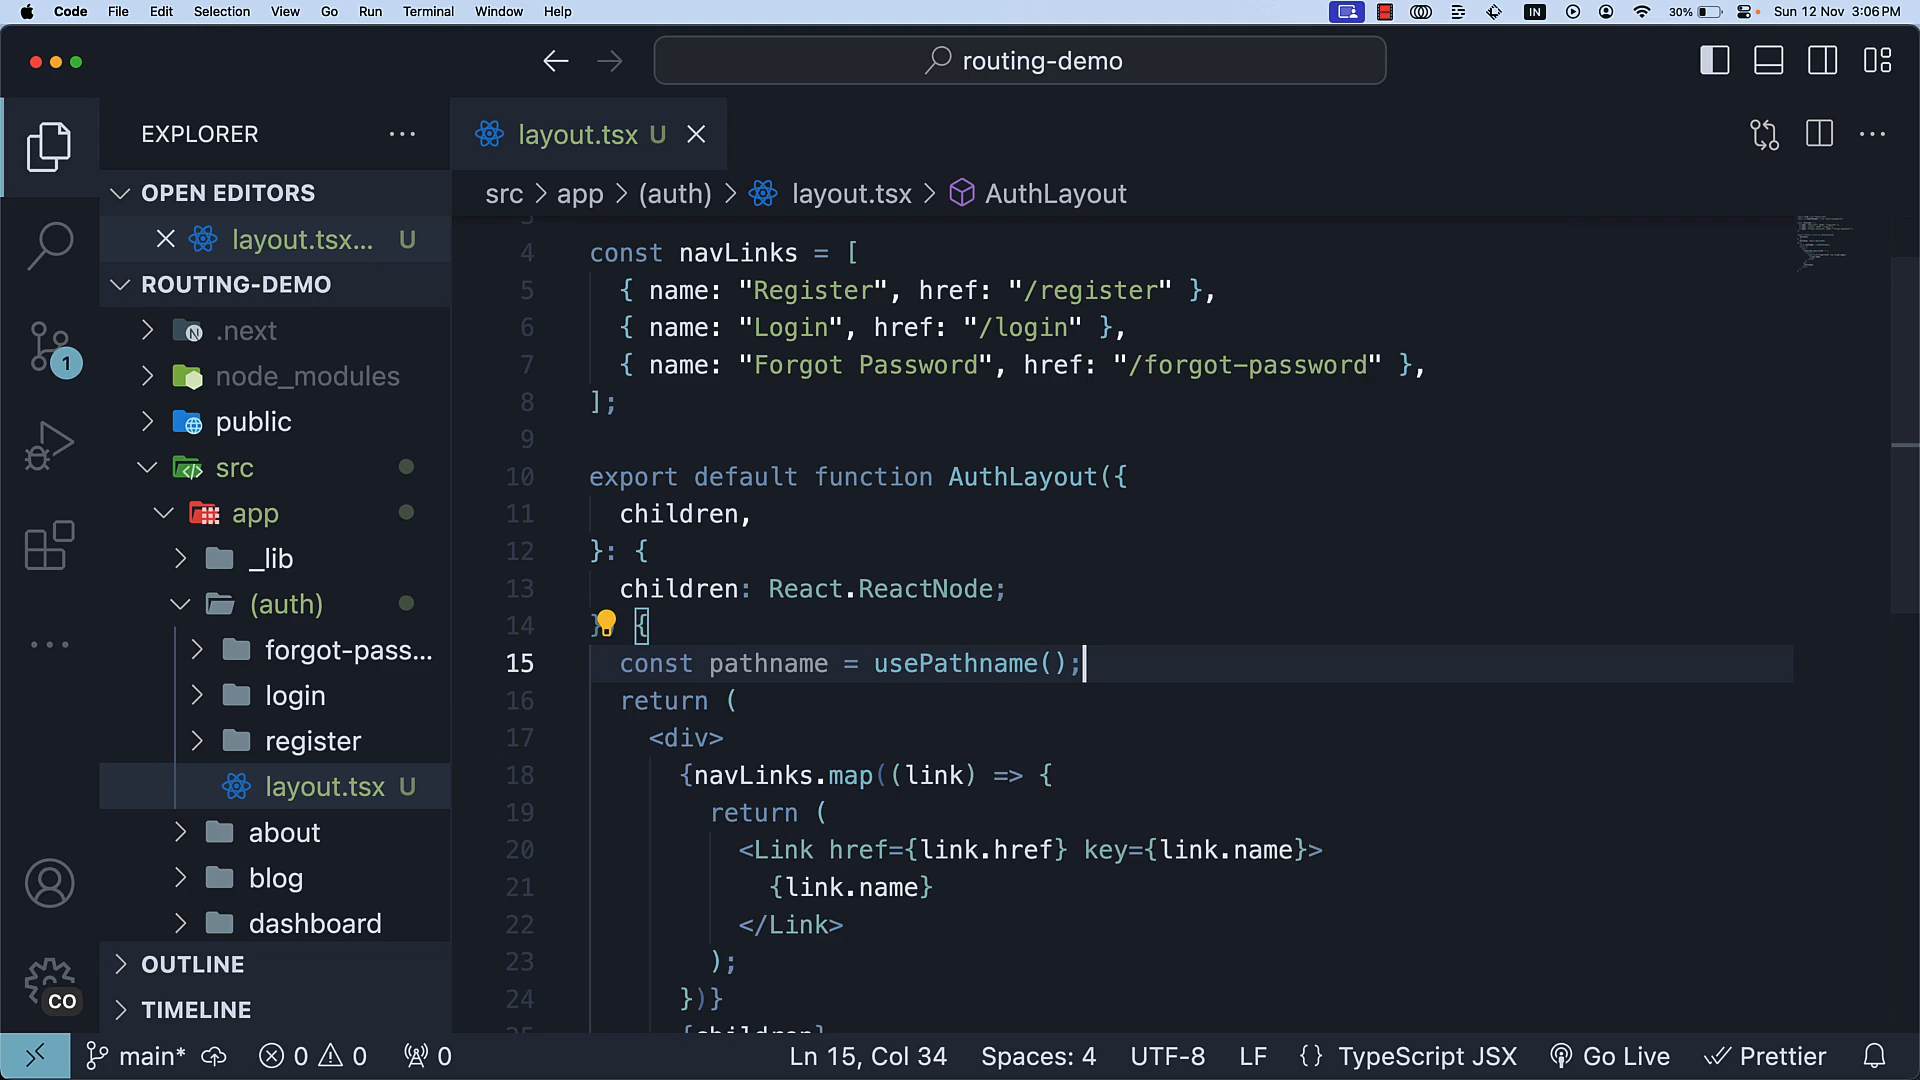 Code File Edit Selection View Go Run Terminal Window Help IN 30% Sun 12 Nov 3:06 PM
routing-demo
EXPLORER
OPEN EDITORS
layout.tsx... U
ROUTING-DEMO
.next
node_modules
public
src
app
_lib
(auth)
forgot-pass...
login
register
layout.tsx U
about
blog
dashboard
OUTLINE
TIMELINE
CO
1
layout.tsx U
src > app > (auth) > layout.tsx > AuthLayout
3
4 const navLinks = [
5 { name: "Register", href: "/register" },
6 { name: "Login", href: "/login" },
7 { name: "Forgot Password", href: "/forgot-password" },
8 ];
9
10 export default function AuthLayout({
11 children,
12 }: {
13 children: React.ReactNode;
14 } {
15 const pathname = usePathname();
16 return (
17 <div>
18 {navLinks.map((link) => {
19 return (
20 <Link href={link.href} key={link.name}>
21 {link.name}
22 </Link>
23 );
24 })}
25 {children}
main* 0 0 0 Ln 15, Col 34 Spaces: 4 UTF-8 LF {} TypeScript JSX Go Live Prettier